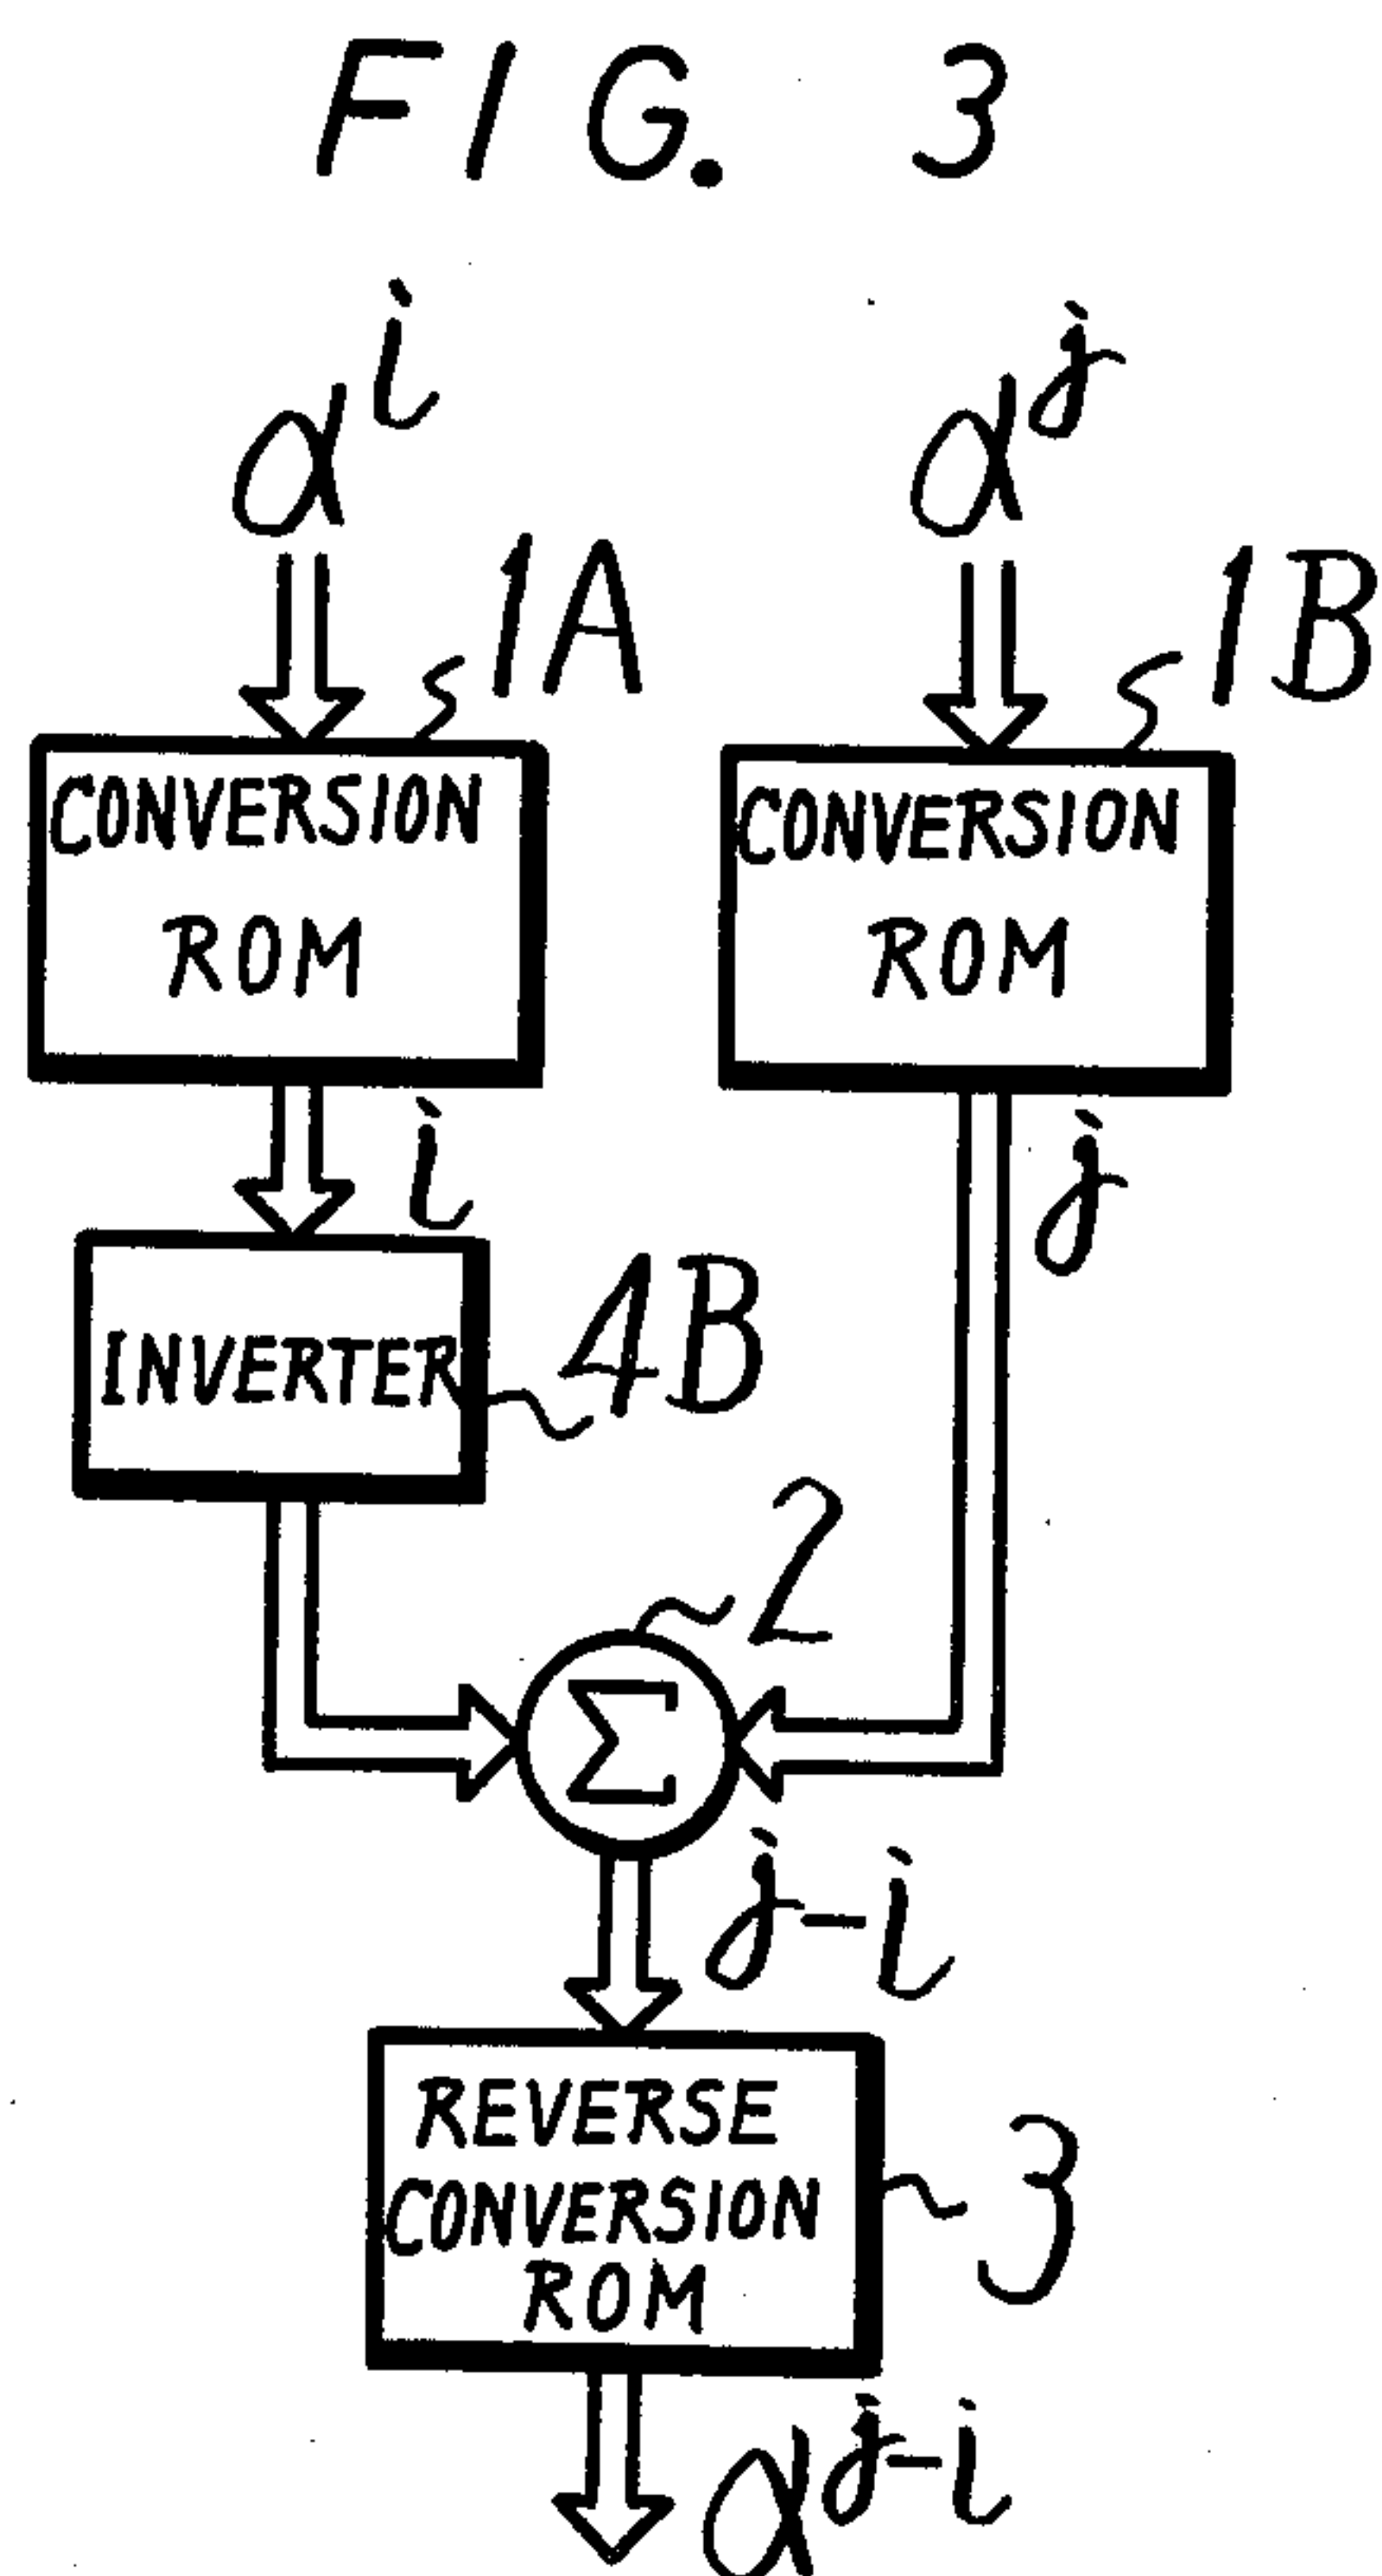 FIG. 3
α^i
α^j
1A
1B
CONVERSION
ROM
CONVERSION
ROM
i
j
INVERTER
4B
2
Σ
j-i
REVERSE
CONVERSION
ROM
3
α^j-i